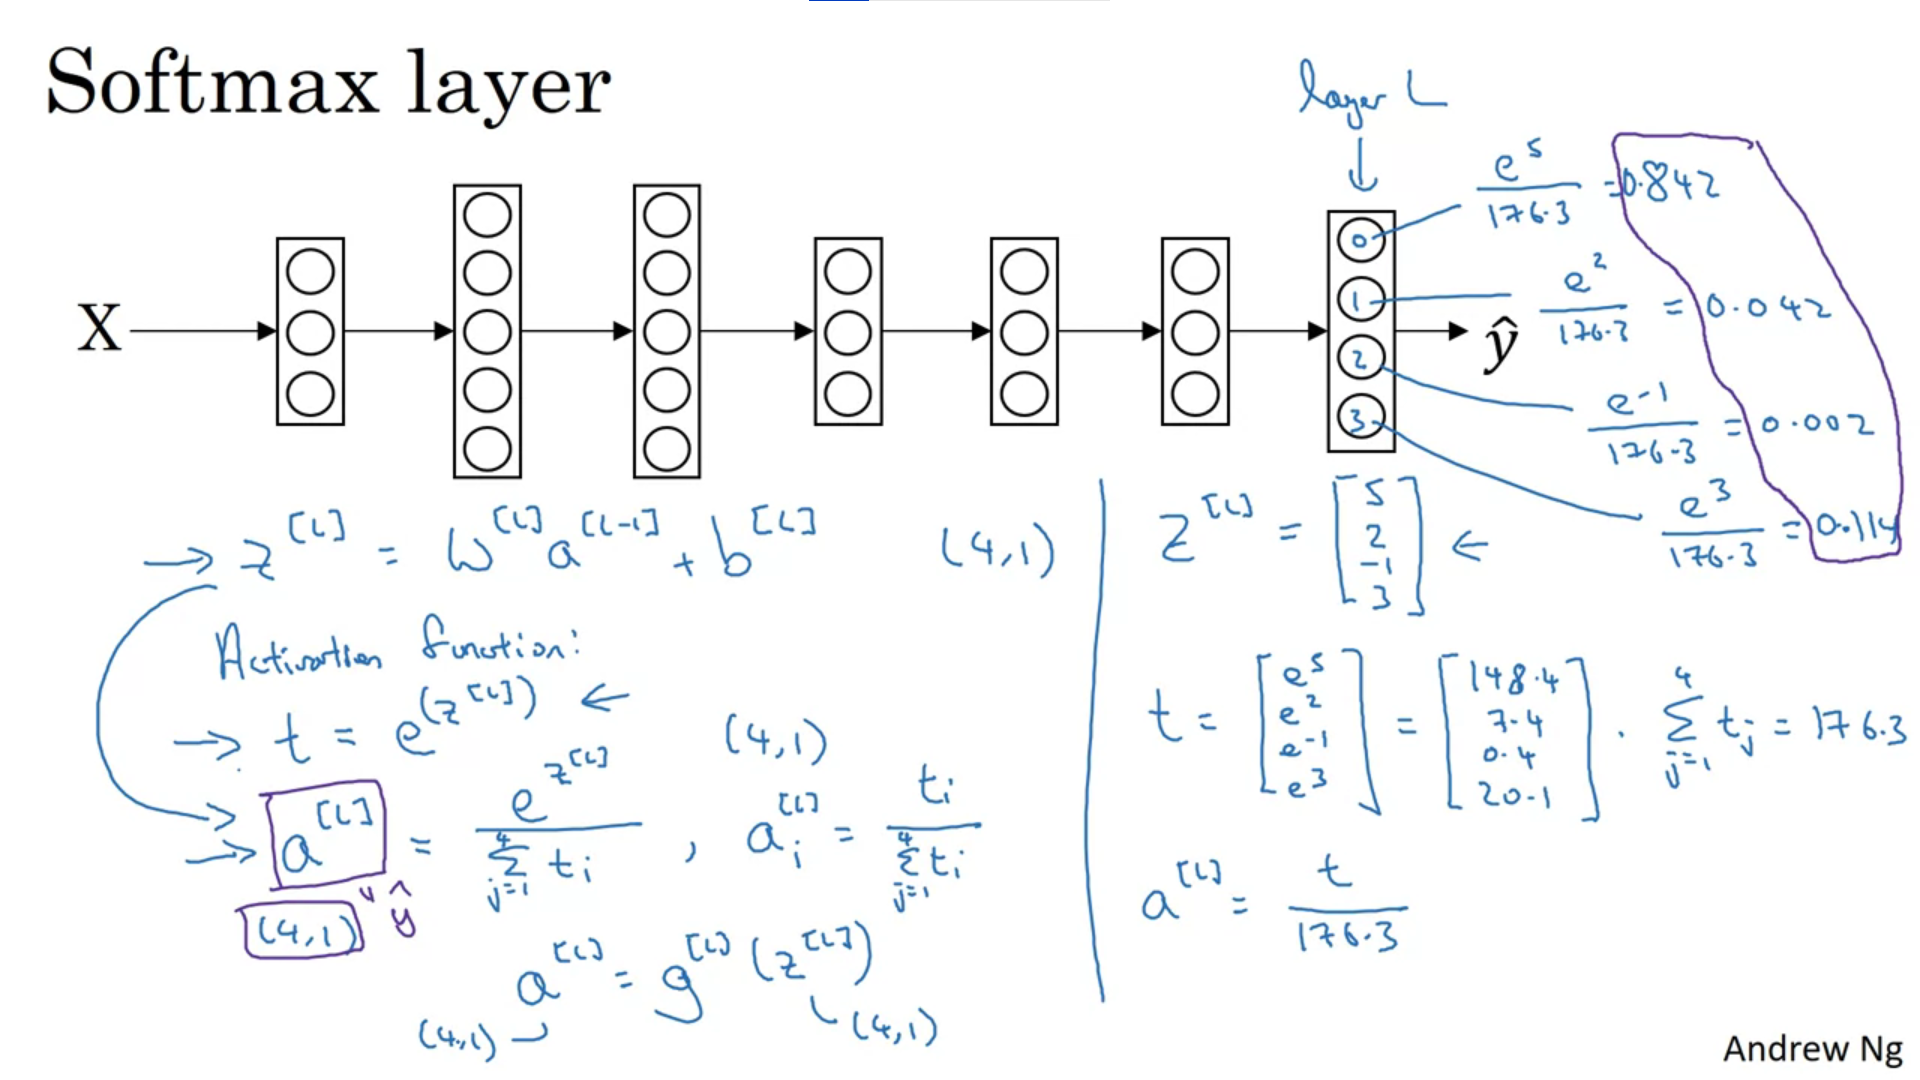 Softmax layer
layer L
X
0
1
2
3
ŷ
e^5 / 176.3 = 0.842
e^2 / 176.3 = 0.042
e^-1 / 176.3 = 0.002
e^3 / 176.3 = 0.114
→ z^[L] = W^[L] a^[L-1] + b^[L] (4,1)
Activation function:
→ t = e^(z^[L]) ← (4,1)
→ a^[L] = e^z^[L] / ∑_{j=1}^4 t_i , a_i^[L] = t_i / ∑_{j=1}^4 t_i
(4,1) ŷ
a^[L] = g^[L] (z^[L])
(4,1) (4,1)
z^[L] = [5 2 -1 3] ←
t = [e^5 e^2 e^-1 e^3] = [148.4 7.4 0.4 20.1] . ∑_{j=1}^4 t_j = 176.3
a^[L] = t / 176.3
Andrew Ng